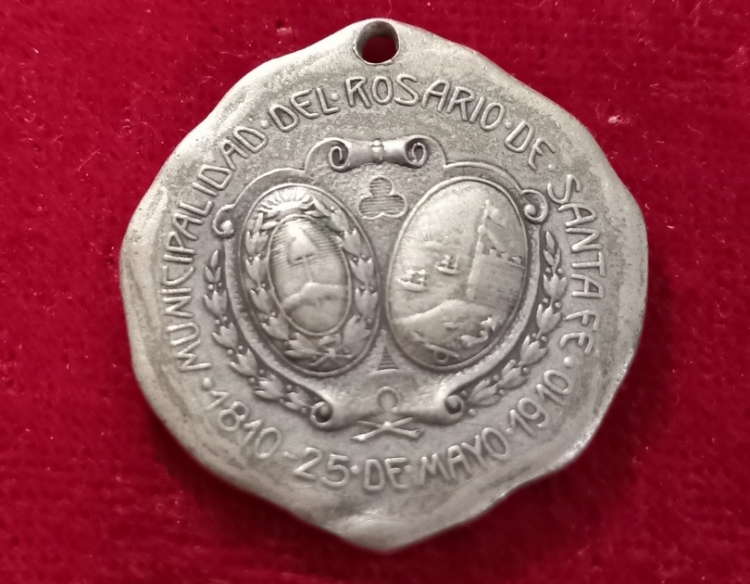 MUNICIPALIDAD·DEL·ROSARIO·DE·SANTA FE·
·1810-25·DE·MAYO·1910·